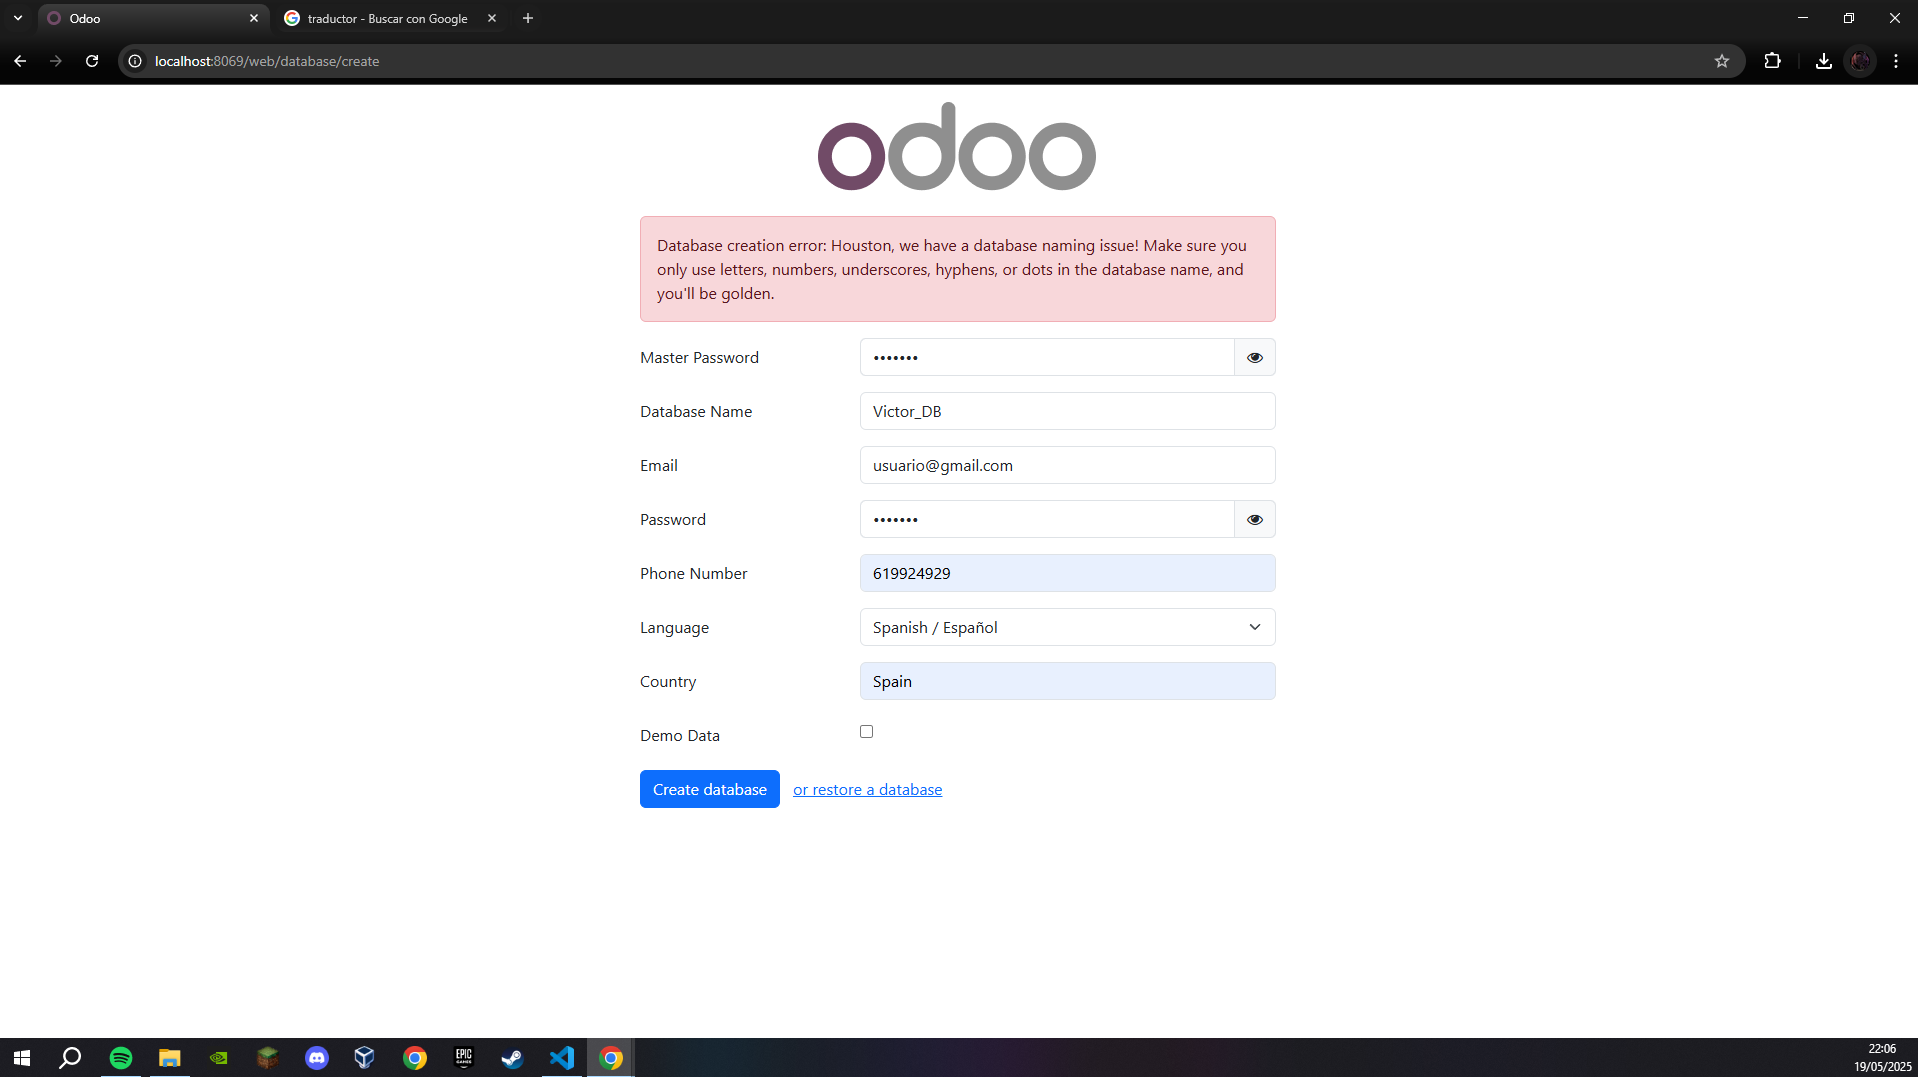 Odoo
traductor - Buscar con Google
localhost:8069/web/database/create
odoo
Database creation error: Houston, we have a database naming issue! Make sure you
only use letters, numbers, underscores, hyphens, or dots in the database name, and
you'll be golden.
Master Password
•••••••
Database Name
Victor_DB
Email
usuario@gmail.com
Password
•••••••
Phone Number
619924929
Language
Spanish / Español
Country
Spain
Demo Data
Create database
or restore a database
EPIC
GAMES
22:06
19/05/2025